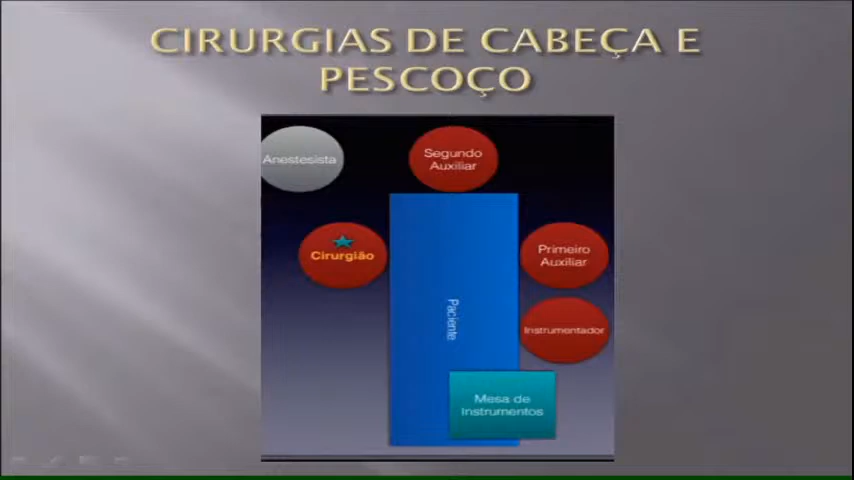 CIRURGIAS DE CABEÇA E
PESCOÇO
Anestesista
Segundo
Auxiliar
Cirurgião
Primeiro
Auxiliar
Paciente
Instrumentador
Mesa de
Instrumentos